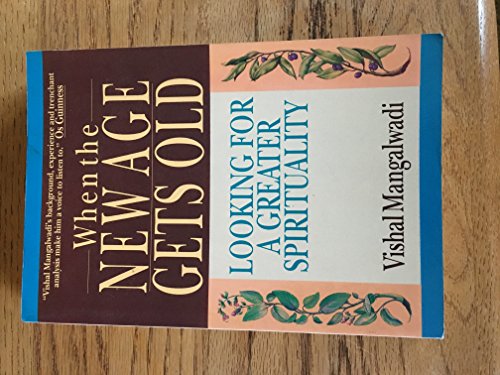 "Vishal Mangalwadi's background, experience and trenchant
analysis make him a voice to listen to." Os Guinness
When the
NEW AGE
GETS OLD
LOOKING FOR
A GREATER
SPIRITUALITY
Vishal Mangalwadi